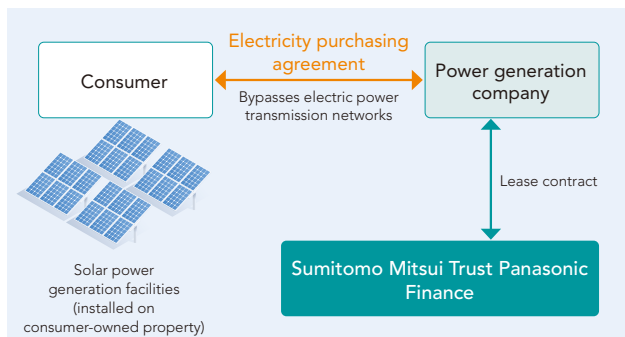 Electricity purchasing
agreement
Consumer
Power generation
company
Bypasses electric power
transmission networks
Lease contract
Solar power
generation facilities
(installed on
consumer-owned property)
Sumitomo Mitsui Trust Panasonic
Finance